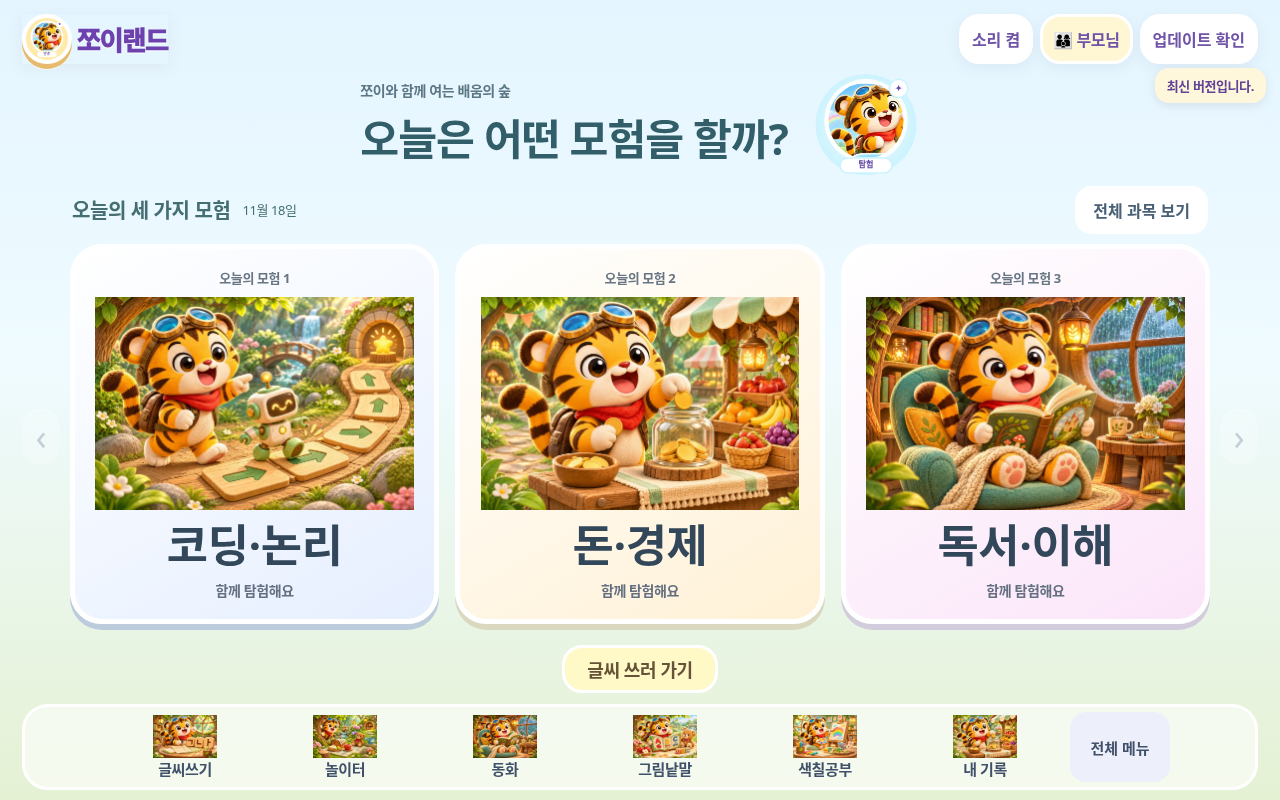 쪼이랜드
소리 켬
부모님
업데이트 확인
최신 버전입니다.
쪼이와 함께 여는 배움의 숲
오늘은 어떤 모험을 할까?
탐험
오늘의 세 가지 모험
11월 18일
전체 과목 보기
오늘의 모험 1
코딩·논리
함께 탐험해요
오늘의 모험 2
돈·경제
함께 탐험해요
오늘의 모험 3
독서·이해
함께 탐험해요
글씨 쓰러 가기
글씨쓰기
놀이터
동화
그림낱말
색칠공부
내 기록
전체 메뉴